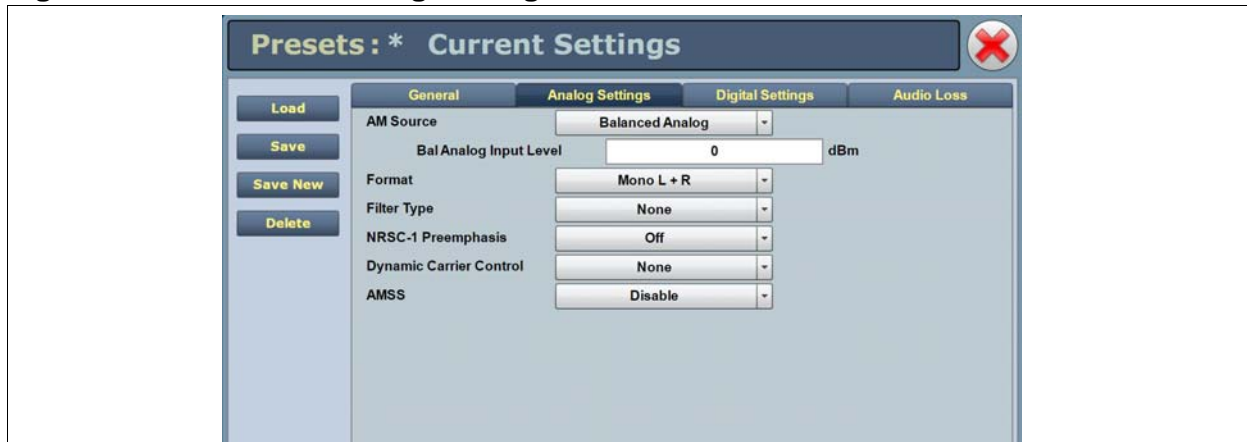 Presets:* Current Settings
Load
Save
Save New
Delete
General Analog Settings Digital Settings Audio Loss
AM Source Balanced Analog
Bal Analog Input Level 0 dBm
Format Mono L + R
Filter Type None
NRSC-1 Preemphasis Off
Dynamic Carrier Control None
AMSS Disable